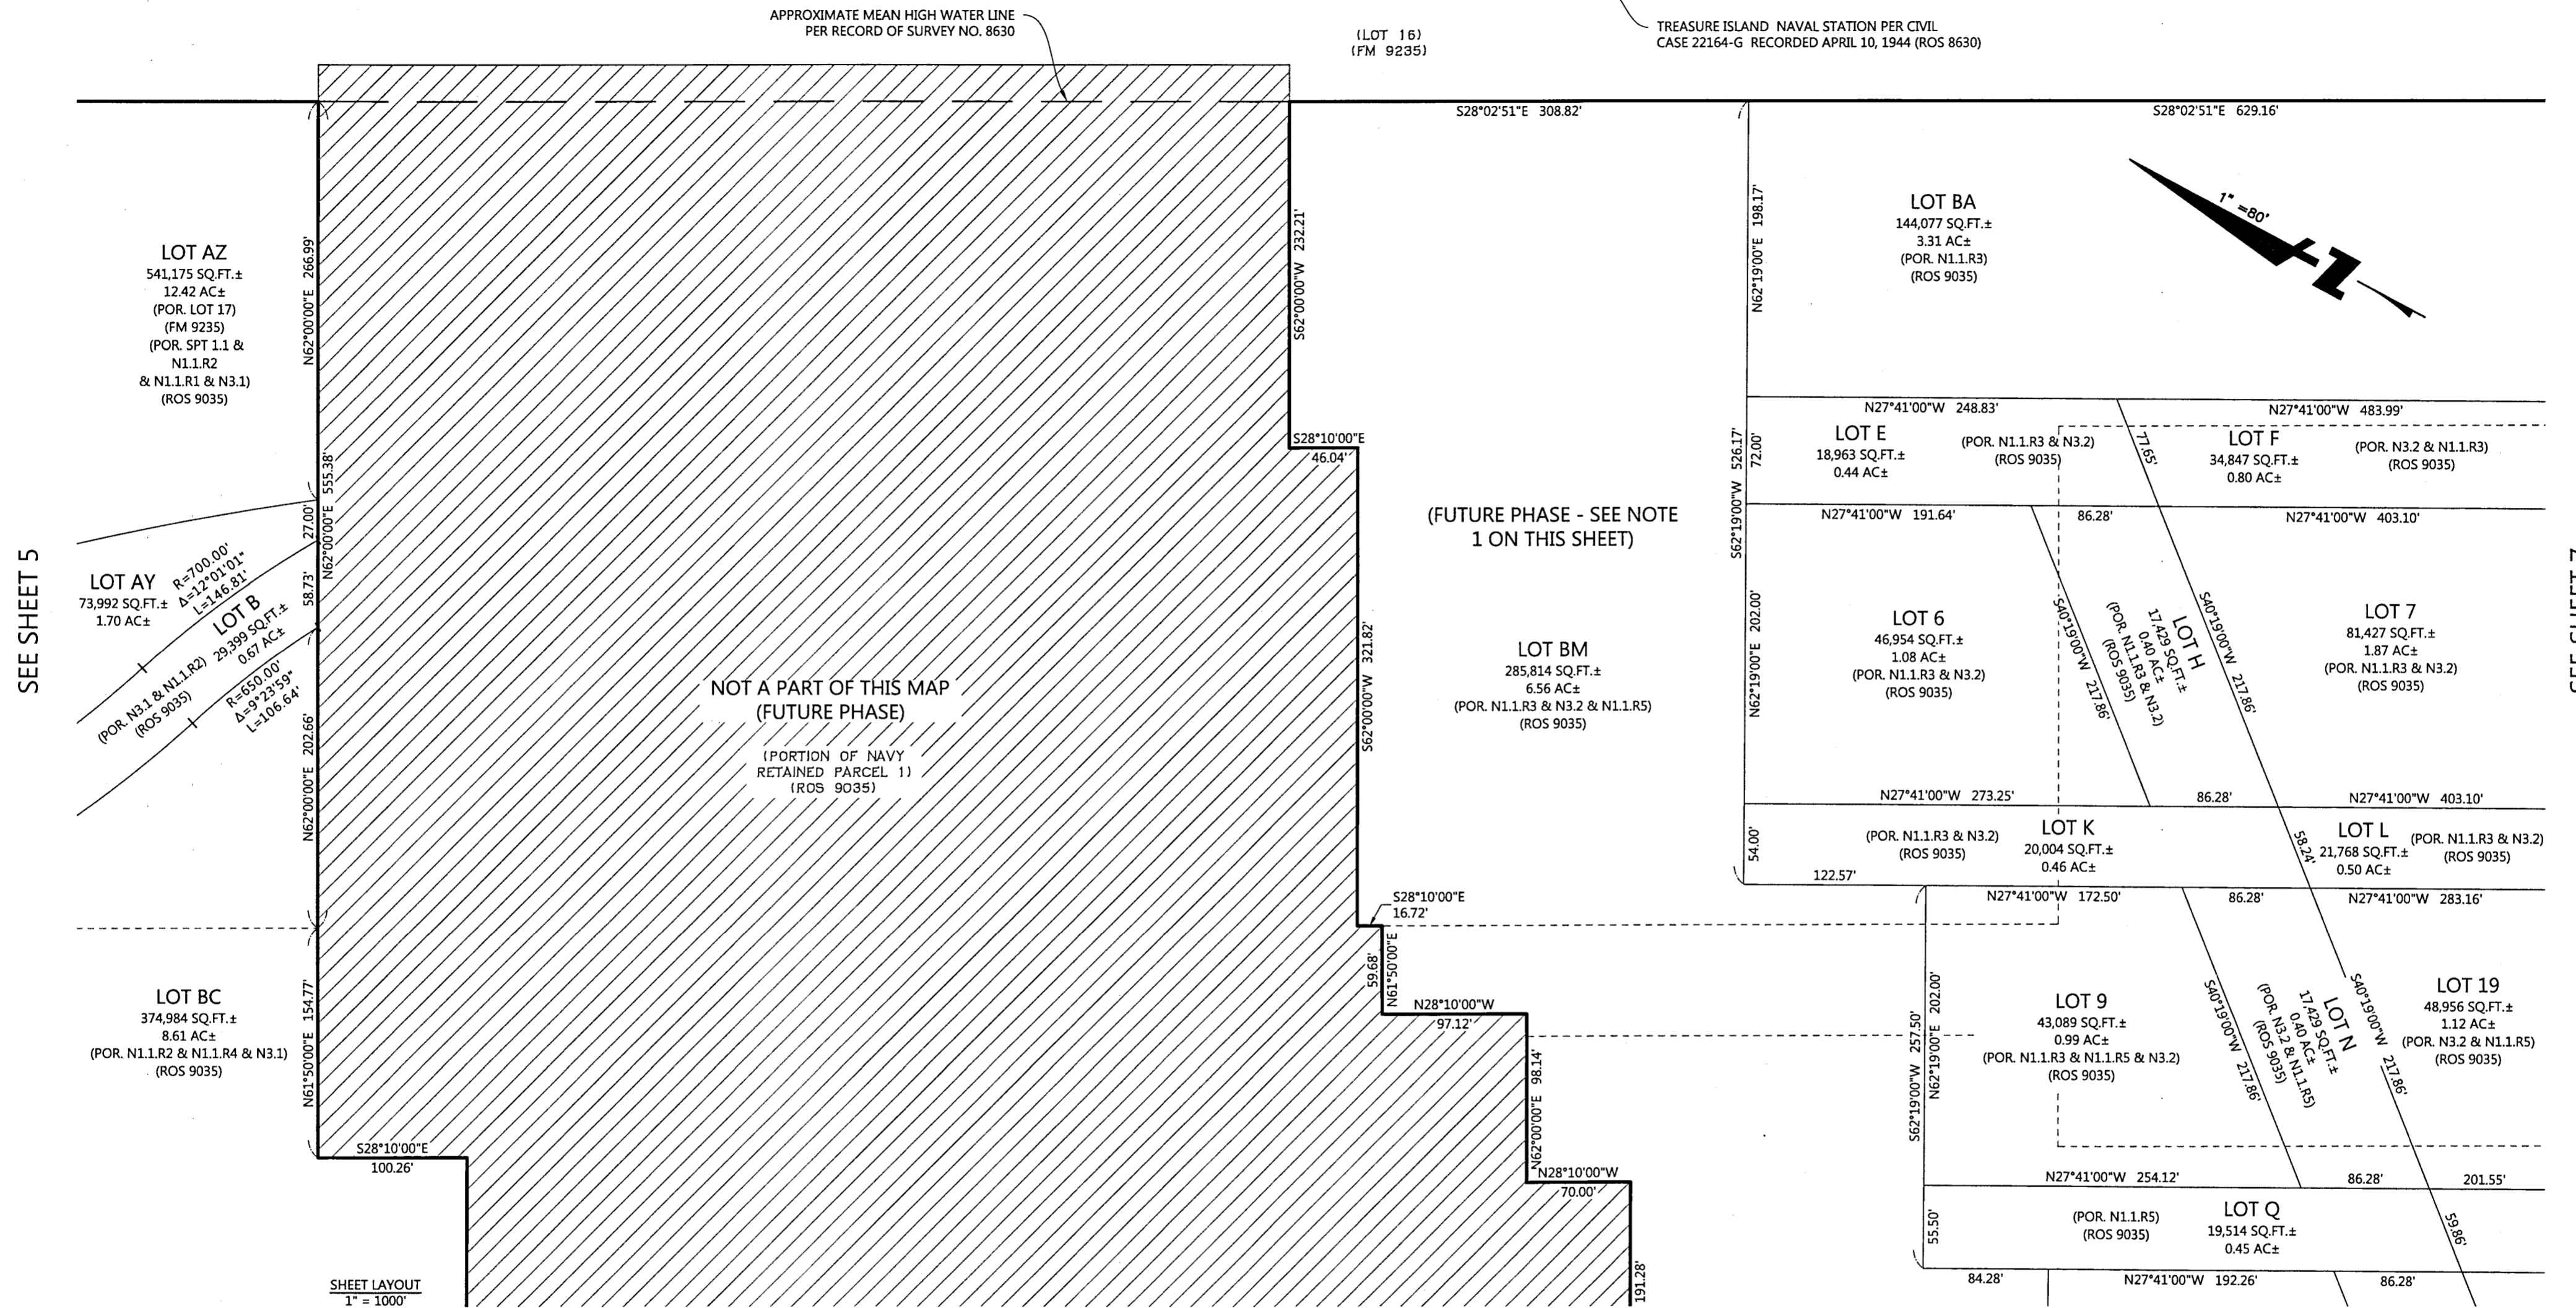 APPROXIMATE MEAN HIGH WATER LINE
PER RECORD OF SURVEY NO. 8630
(LOT 16)
(FM 9235)
TREASURE ISLAND NAVAL STATION PER CIVIL
CASE 22164-G RECORDED APRIL 10, 1944 (ROS 8630)
S28°02'51"E 308.82'
S28°02'51"E 629.16'
SEE SHEET 5
LOT AZ
541,175 SQ.FT.±
12.42 AC±
(POR. LOT 17)
(FM 9235)
(POR. SPT 1.1 &
N1.1.R2
& N1.1.R1 & N3.1)
(ROS 9035)
N62°00'00"E 266.99'
N62°00'00"E 555.38'
27.00'
58.73'
N62°00'00"E 202.66'
N61°50'00"E 154.77'
LOT AY
73,992 SQ.FT.±
1.70 AC±
R=700.00'
Δ=12°01'01"
L=146.81'
LOT B
29,399 SQ.FT.±
0.67 AC±
(POR. N3.1 & N1.1.R2)
(ROS 9035)
R=650.00'
Δ=9°23'59"
L=106.64'
LOT BC
374,984 SQ.FT.±
8.61 AC±
(POR. N1.1.R2 & N1.1.R4 & N3.1)
(ROS 9035)
S28°10'00"E
100.26'
SHEET LAYOUT
1" = 1000'
NOT A PART OF THIS MAP
(FUTURE PHASE)
(PORTION OF NAVY
RETAINED PARCEL 1)
(ROS 9035)
S62°00'00"W 232.21'
S28°10'00"E
46.04'
S62°00'00"W 321.82'
S28°10'00"E
16.72'
59.68'
N61°50'00"E
N28°10'00"W
97.12'
N62°00'00"E 98.14'
N28°10'00"W
70.00'
191.28'
(FUTURE PHASE - SEE NOTE
1 ON THIS SHEET)
LOT BM
285,814 SQ.FT.±
6.56 AC±
(POR. N1.1.R3 & N3.2 & N1.1.R5)
(ROS 9035)
N62°19'00"E 198.17'
S62°19'00"W 526.17'
72.00'
N62°19'00"E 202.00'
54.00'
LOT BA
144,077 SQ.FT.±
3.31 AC±
(POR. N1.1.R3)
(ROS 9035)
1" =80'
N
N27°41'00"W 248.83'
N27°41'00"W 483.99'
LOT E
18,963 SQ.FT.±
0.44 AC±
(POR. N1.1.R3 & N3.2)
(ROS 9035)
77.65'
LOT F
34,847 SQ.FT.±
0.80 AC±
(POR. N3.2 & N1.1.R3)
(ROS 9035)
N27°41'00"W 191.64'
86.28'
N27°41'00"W 403.10'
LOT 6
46,954 SQ.FT.±
1.08 AC±
(POR. N1.1.R3 & N3.2)
(ROS 9035)
S40°19'00"W 217.86'
LOT H
17,429 SQ.FT.±
0.40 AC±
(POR. N1.1.R3 & N3.2)
(ROS 9035)
S40°19'00"W 217.86'
LOT 7
81,427 SQ.FT.±
1.87 AC±
(POR. N1.1.R3 & N3.2)
(ROS 9035)
N27°41'00"W 273.25'
86.28'
N27°41'00"W 403.10'
(POR. N1.1.R3 & N3.2)
(ROS 9035)
LOT K
20,004 SQ.FT.±
0.46 AC±
58.24'
LOT L
21,768 SQ.FT.±
0.50 AC±
(POR. N1.1.R3 & N3.2)
(ROS 9035)
122.57'
N27°41'00"W 172.50'
86.28'
N27°41'00"W 283.16'
S62°19'00"W 257.50'
N62°19'00"E 202.00'
LOT 9
43,089 SQ.FT.±
0.99 AC±
(POR. N1.1.R3 & N1.1.R5 & N3.2)
(ROS 9035)
S40°19'00"W 217.86'
LOT N
17,429 SQ.FT.±
0.40 AC±
(POR. N3.2 & N1.1.R5)
(ROS 9035)
S40°19'00"W 217.86'
LOT 19
48,956 SQ.FT.±
1.12 AC±
(POR. N3.2 & N1.1.R5)
(ROS 9035)
N27°41'00"W 254.12'
86.28'
201.55'
55.50'
(POR. N1.1.R5)
(ROS 9035)
LOT Q
19,514 SQ.FT.±
0.45 AC±
59.86'
84.28'
N27°41'00"W 192.26'
86.28'